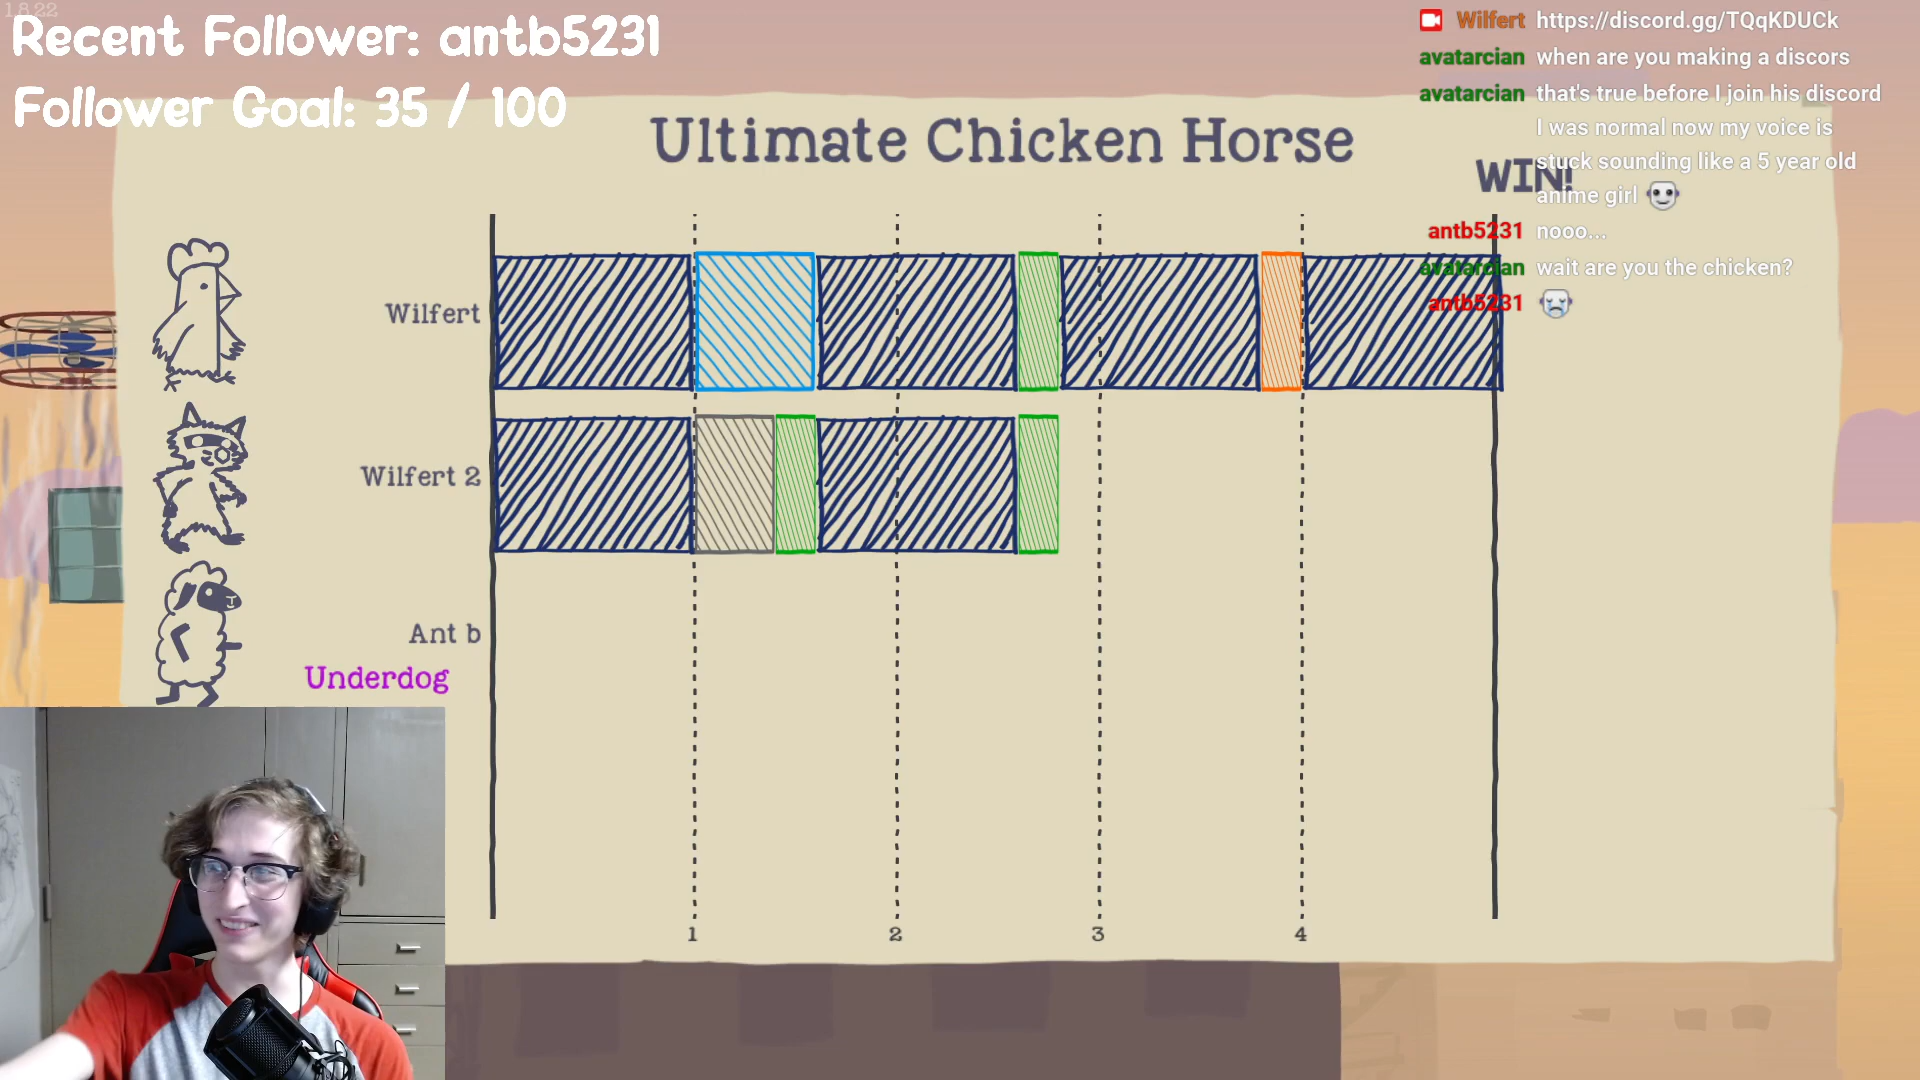 18.22
Recent Follower: antb5231
Follower Goal: 35 / 100
Wilfert https://discord.gg/TQqKDUCk
avatarcian when are you making a discors
avatarcian that's true before I join his discord
I was normal now my voice is
stuck sounding like a 5 year old
anime girl
antb5231 nooo...
avatarcian wait are you the chicken?
antb5231
Ultimate Chicken Horse
WIN!
Wilfert
Wilfert 2
Ant b
Underdog
1 2 3 4